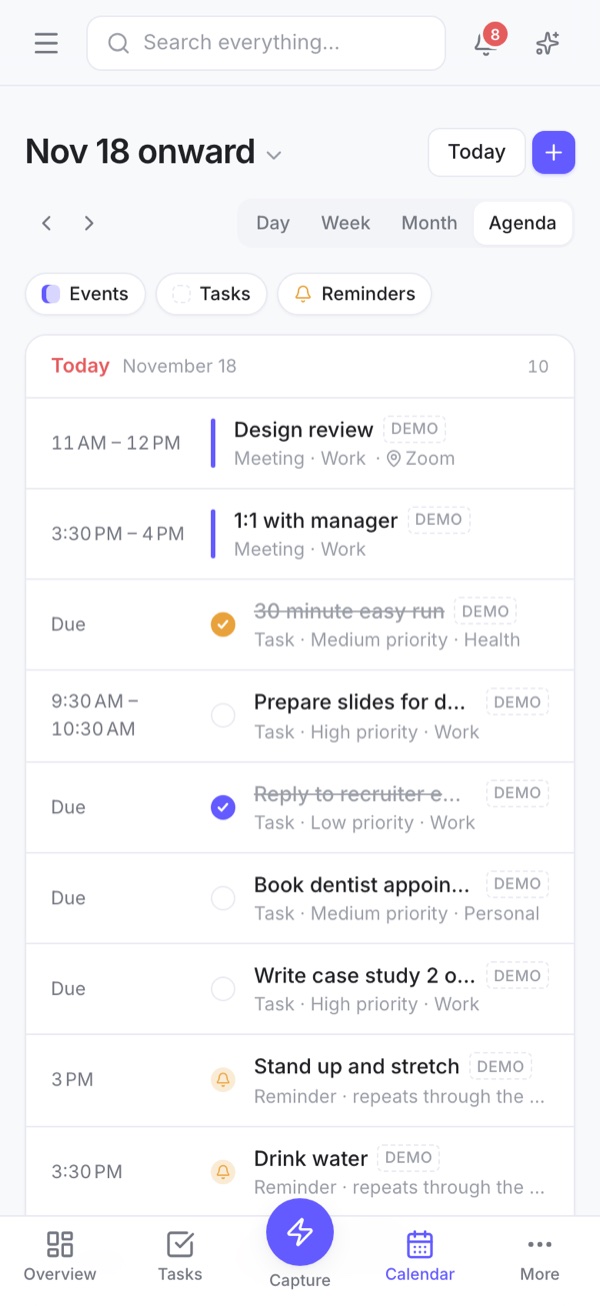 Search everything...
8
Nov 18 onward
Today
Day Week Month Agenda
Events Tasks Reminders
Today November 18 10
11 AM – 12 PM
Design review DEMO
Meeting · Work · Zoom
3:30 PM – 4 PM
1:1 with manager DEMO
Meeting · Work
Due
30 minute easy run DEMO
Task · Medium priority · Health
9:30 AM –
10:30 AM
Prepare slides for d... DEMO
Task · High priority · Work
Due
Reply to recruiter e... DEMO
Task · Low priority · Work
Due
Book dentist appoin... DEMO
Task · Medium priority · Personal
Due
Write case study 2 o... DEMO
Task · High priority · Work
3 PM
Stand up and stretch DEMO
Reminder · repeats through the ...
3:30 PM
Drink water DEMO
Reminder · repeats through the ...
Overview Tasks Capture Calendar More